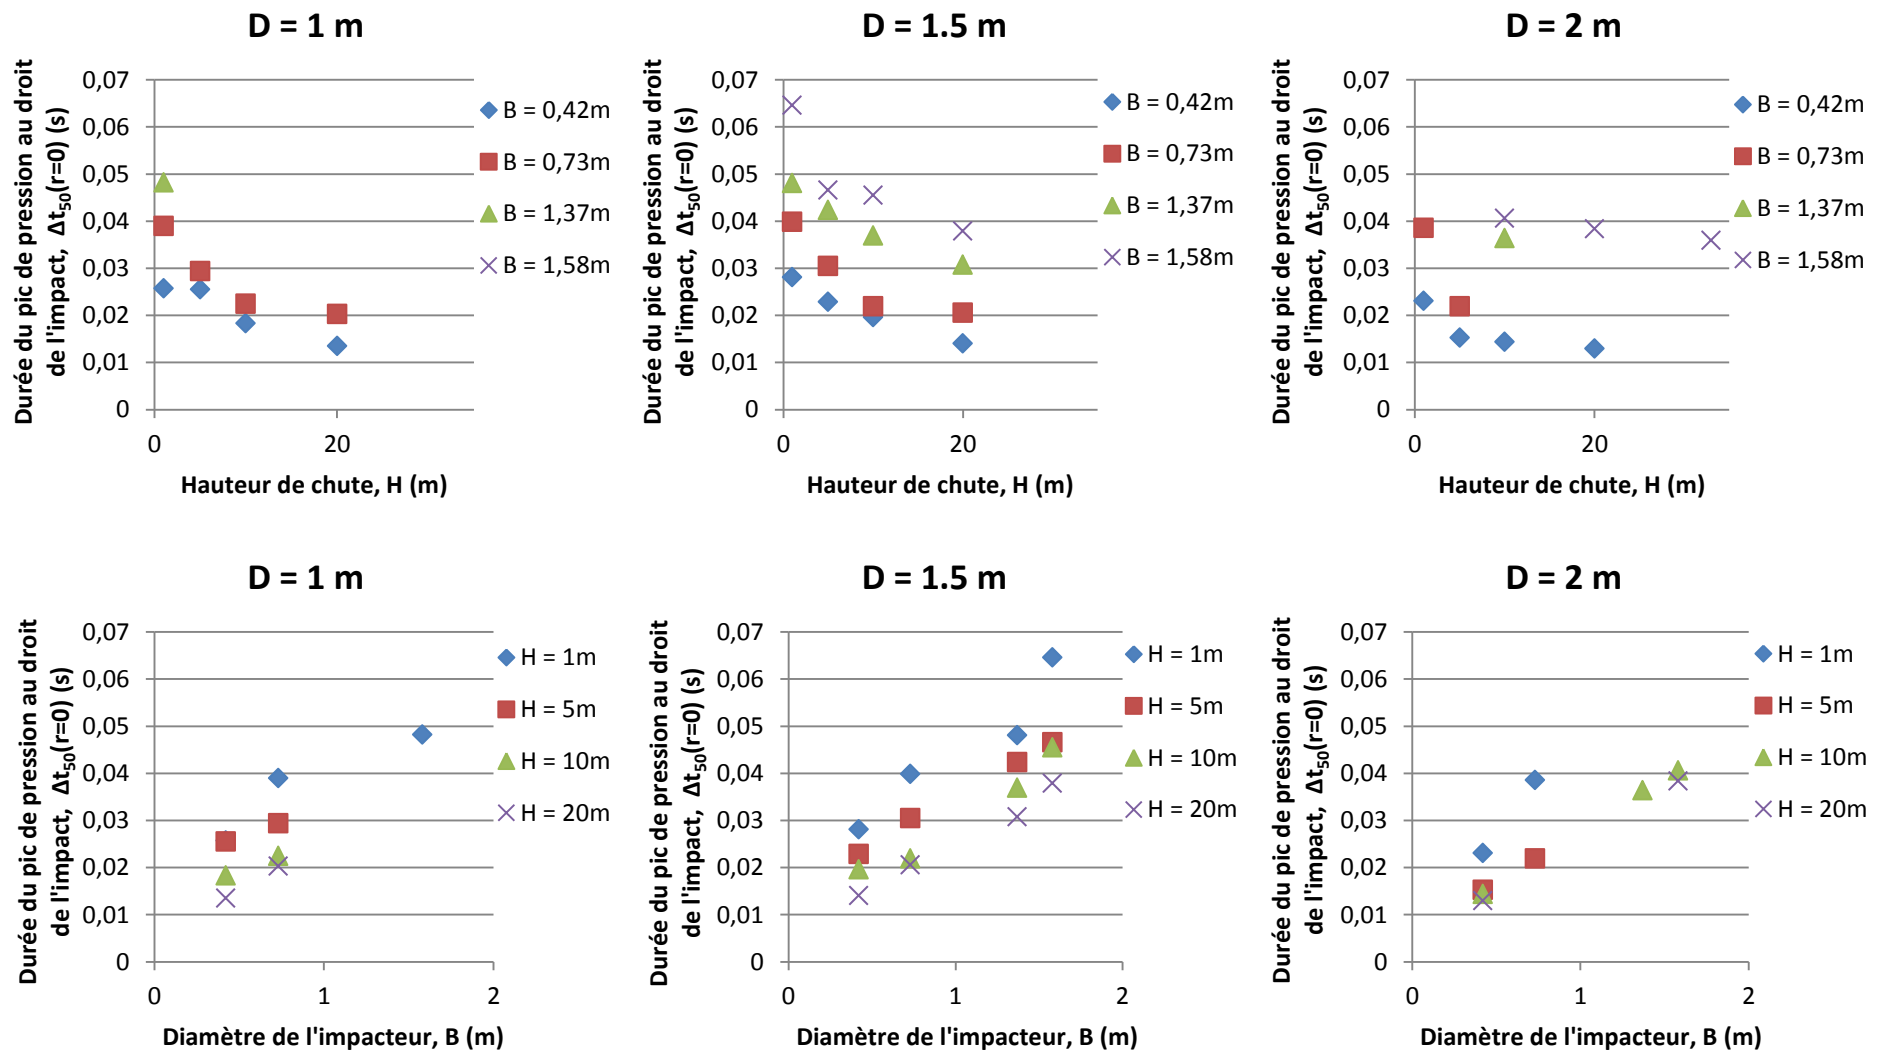 D = 1 m
Durée du pic de pression au droit
de l'impact, Δt50(r=0) (s)
0,07
0,06
0,05
0,04
0,03
0,02
0,01
0
0
20
Hauteur de chute, H (m)
B = 0,42m
B = 0,73m
B = 1,37m
B = 1,58m
D = 1.5 m
Durée du pic de pression au droit
de l'impact, Δt50(r=0) (s)
0,07
0,06
0,05
0,04
0,03
0,02
0,01
0
0
20
Hauteur de chute, H (m)
B = 0,42m
B = 0,73m
B = 1,37m
B = 1,58m
D = 2 m
Durée du pic de pression au droit
de l'impact, Δt50(r=0) (s)
0,07
0,06
0,05
0,04
0,03
0,02
0,01
0
0
20
Hauteur de chute, H (m)
B = 0,42m
B = 0,73m
B = 1,37m
B = 1,58m
D = 1 m
Durée du pic de pression au droit
de l'impact, Δt50(r=0) (s)
0,07
0,06
0,05
0,04
0,03
0,02
0,01
0
0
1
2
Diamètre de l'impacteur, B (m)
H = 1m
H = 5m
H = 10m
H = 20m
D = 1.5 m
Durée du pic de pression au droit
de l'impact, Δt50(r=0) (s)
0,07
0,06
0,05
0,04
0,03
0,02
0,01
0
0
1
2
Diamètre de l'impacteur, B (m)
H = 1m
H = 5m
H = 10m
H = 20m
D = 2 m
Durée du pic de pression au droit
de l'impact, Δt50(r=0) (s)
0,07
0,06
0,05
0,04
0,03
0,02
0,01
0
0
1
2
Diamètre de l'impacteur, B (m)
H = 1m
H = 5m
H = 10m
H = 20m